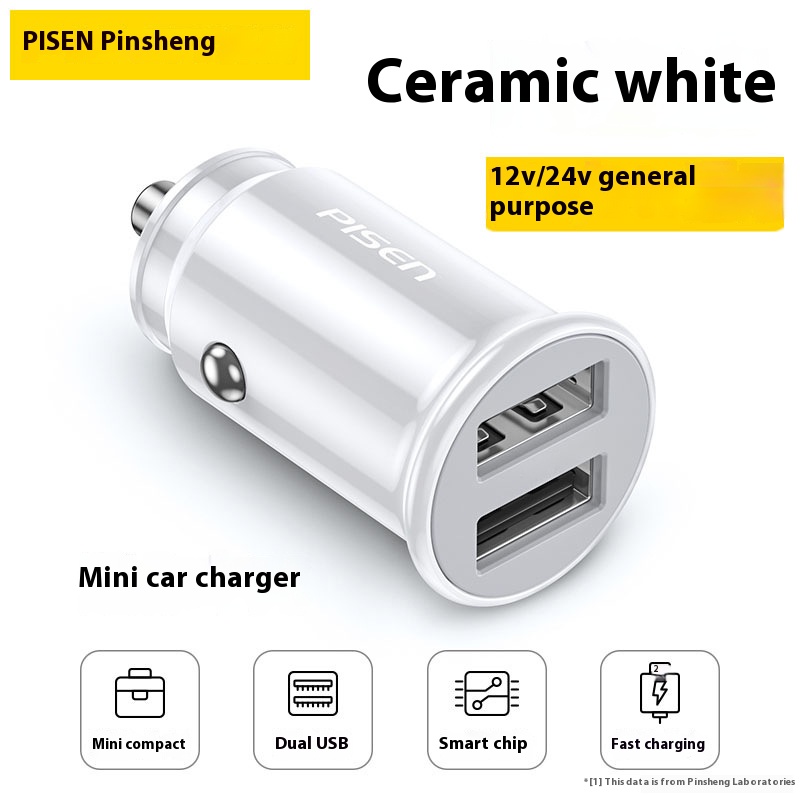 PISEN Pinsheng
Ceramic white
12v/24v general
purpose
PISEN
Mini car charger
2
Mini compact
Dual USB
Smart chip
Fast charging
*[1] This data is from Pinsheng Laboratories